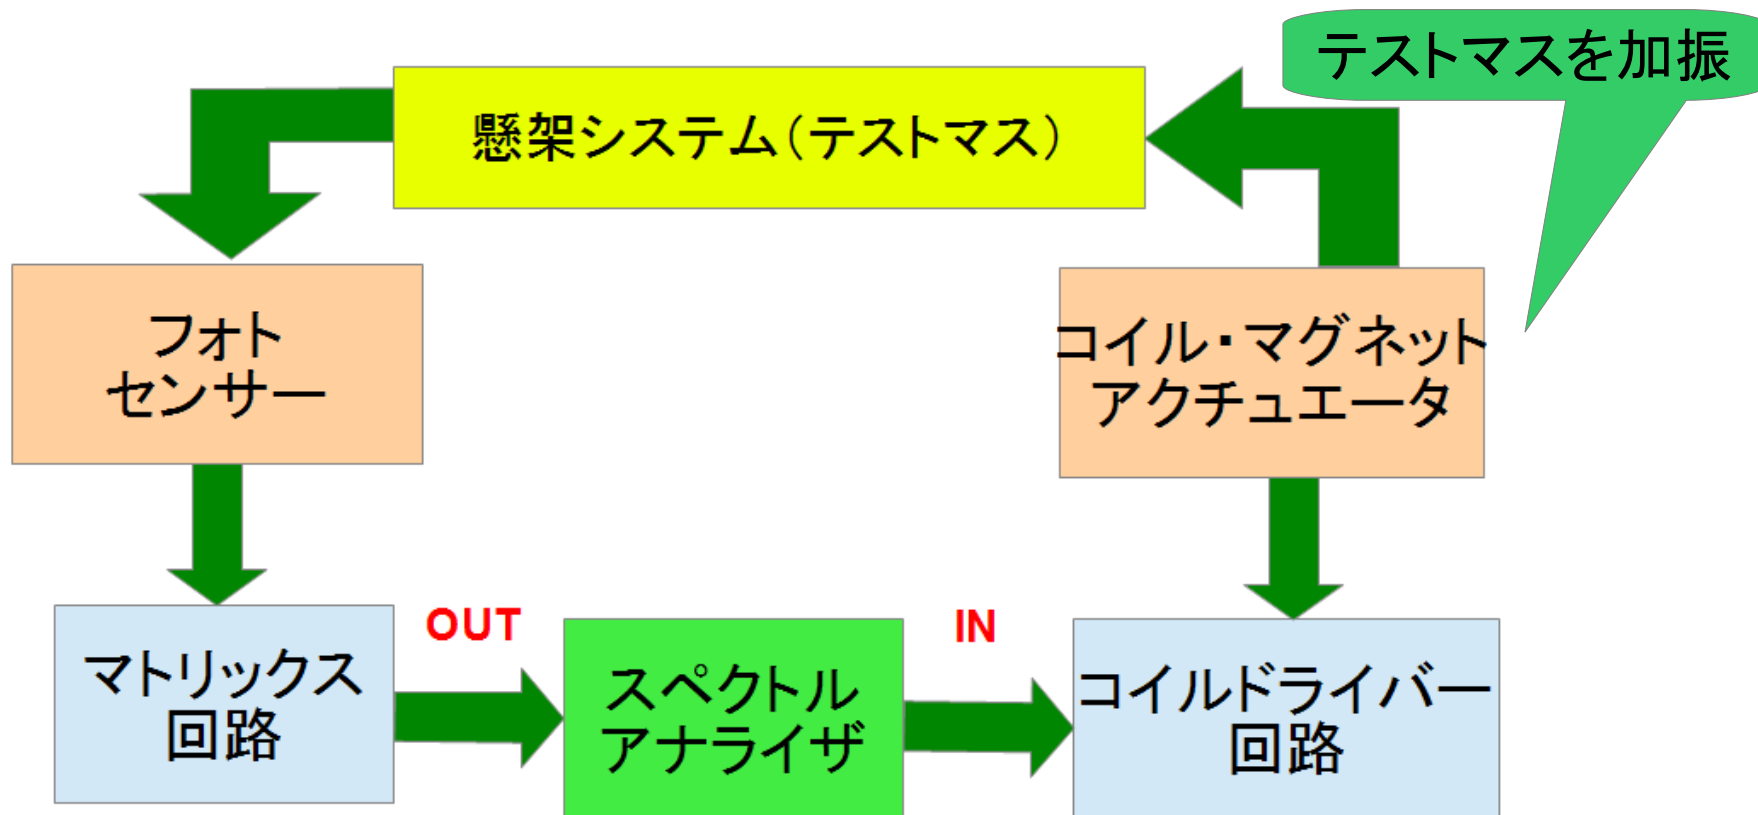 テストマスを加振
懸架システム(テストマス)
フォト
センサー
コイル・マグネット
アクチュエータ
マトリックス
回路
OUT
スペクトル
アナライザ
IN
コイルドライバー
回路